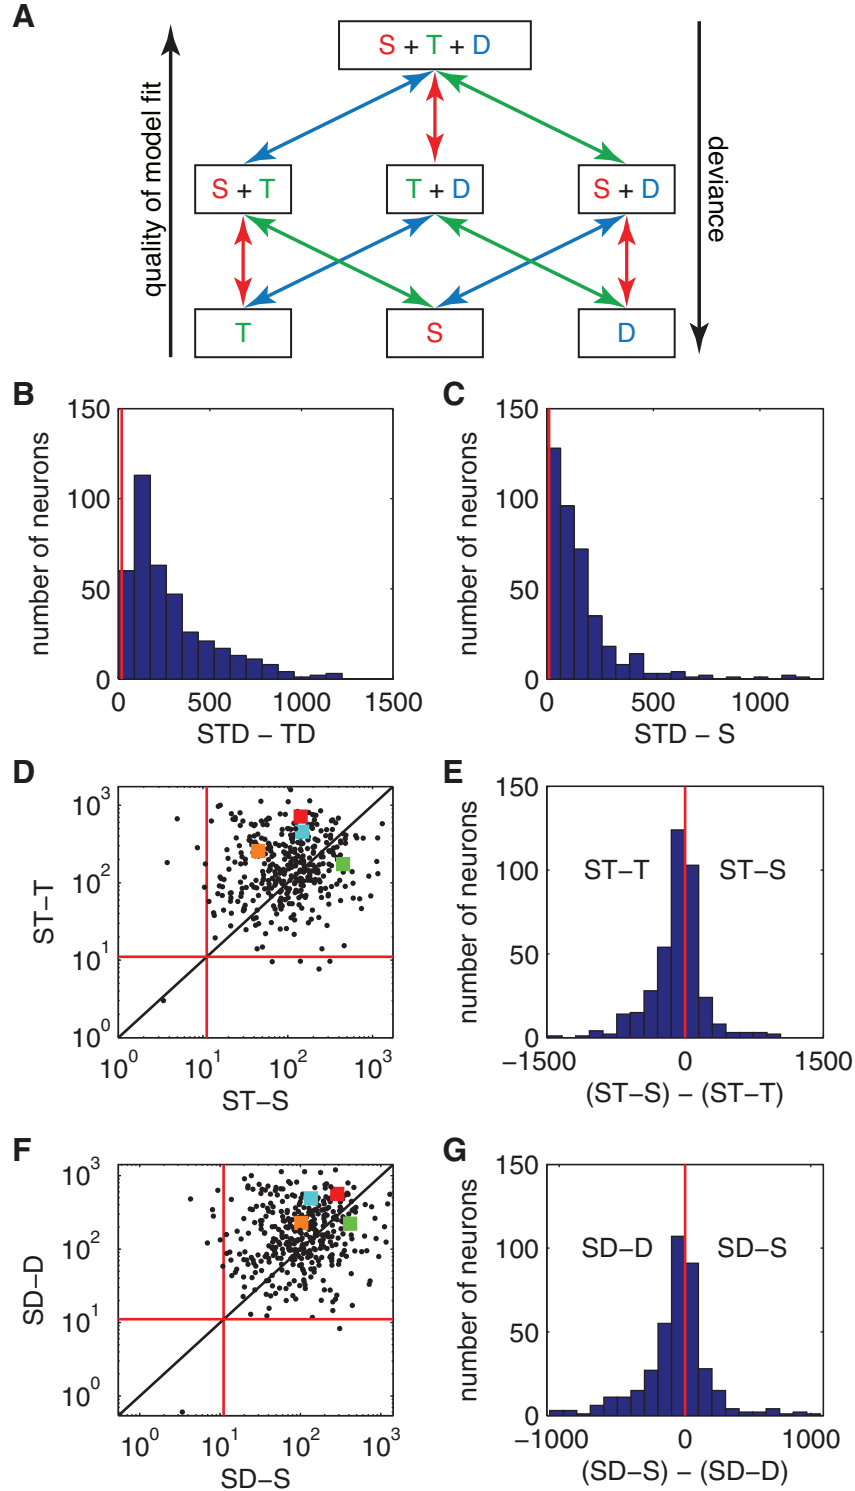 A
S + T + D
quality of model fit
deviance
S + T
T + D
S + D
T
S
D
B
150
100
50
0
number of neurons
0
500
1000
1500
STD − TD
C
150
100
50
0
number of neurons
0
500
1000
STD − S
D
10³
10²
10¹
10⁰
ST−T
10⁰
10¹
10²
10³
ST−S
E
150
100
50
0
number of neurons
ST−T
ST−S
−1500
0
1500
(ST−S) − (ST−T)
F
10³
10²
10¹
10⁰
SD−D
10⁰
10¹
10²
10³
SD−S
G
150
100
50
0
number of neurons
SD−D
SD−S
−1000
0
1000
(SD−S) − (SD−D)